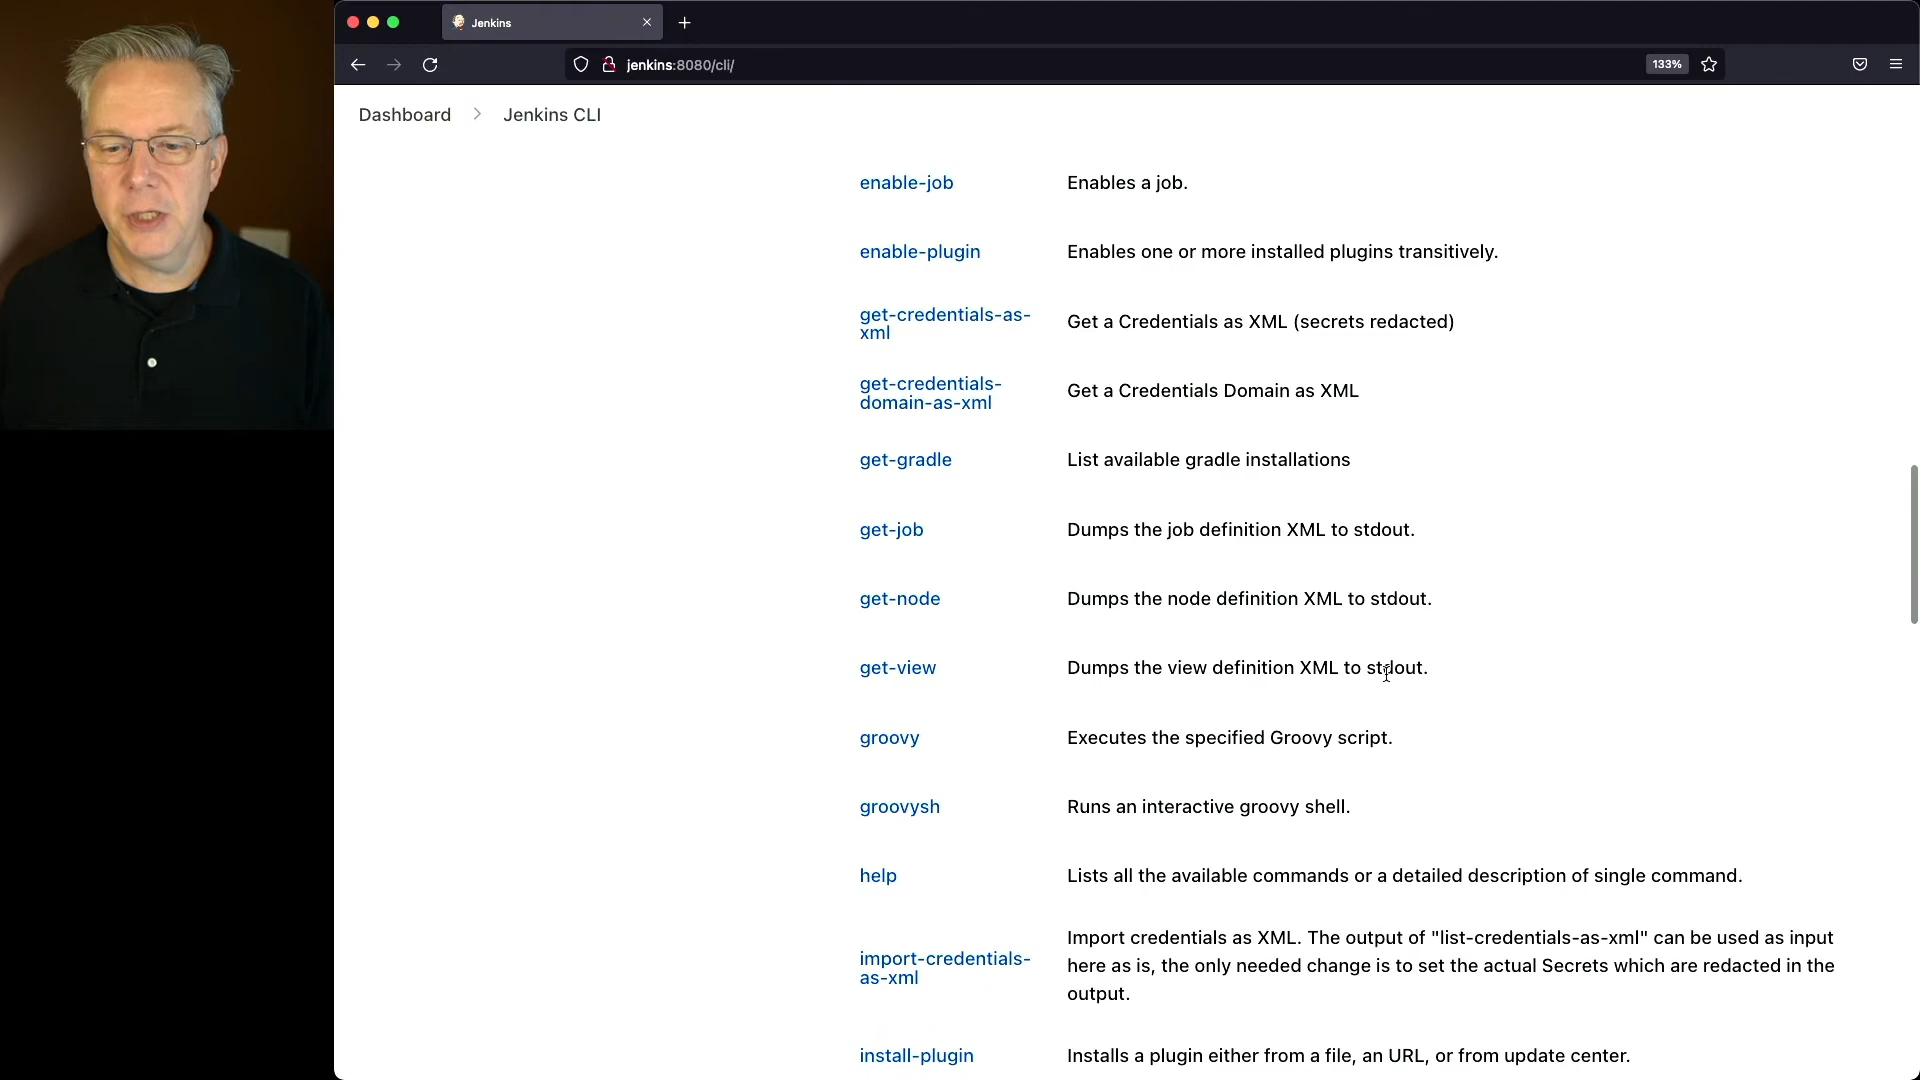 Jenkins
jenkins:8080/cli/
133%
Dashboard
Jenkins CLI
enable-job
Enables a job.
enable-plugin
Enables one or more installed plugins transitively.
get-credentials-as-
xml
Get a Credentials as XML (secrets redacted)
get-credentials-
domain-as-xml
Get a Credentials Domain as XML
get-gradle
List available gradle installations
get-job
Dumps the job definition XML to stdout.
get-node
Dumps the node definition XML to stdout.
get-view
Dumps the view definition XML to stdout.
groovy
Executes the specified Groovy script.
groovysh
Runs an interactive groovy shell.
help
Lists all the available commands or a detailed description of single command.
import-credentials-
as-xml
Import credentials as XML. The output of "list-credentials-as-xml" can be used as input
here as is, the only needed change is to set the actual Secrets which are redacted in the
output.
install-plugin
Installs a plugin either from a file, an URL, or from update center.